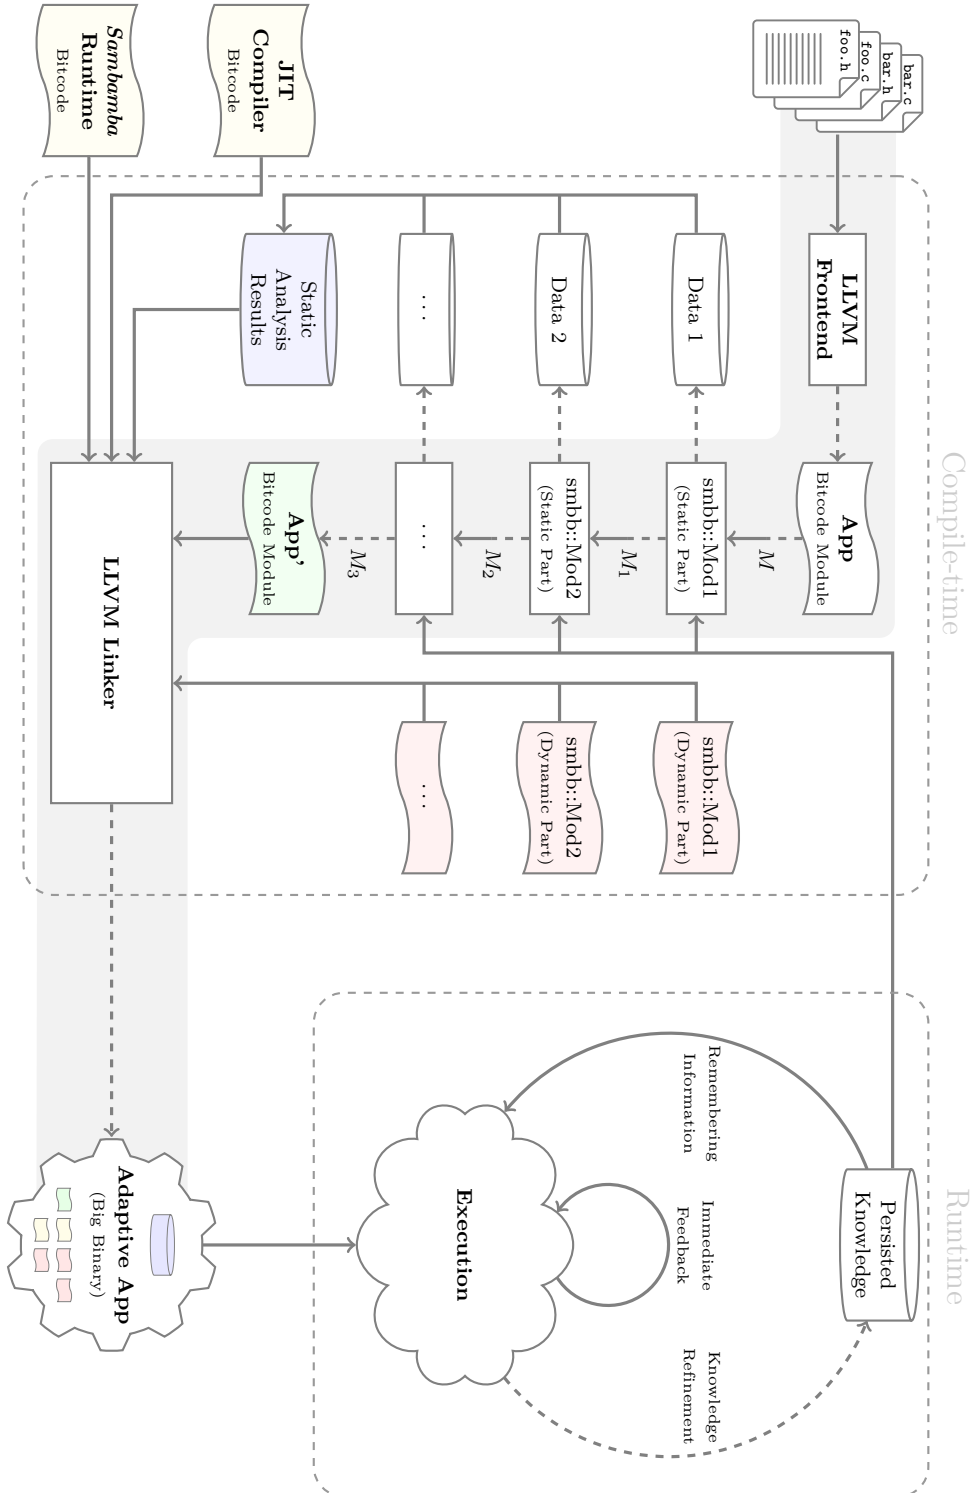 Compile-time
Runtime
bar.c
bar.h
foo.c
foo.h
LLVM
Frontend
App
Bitcode Module
M
Data 1
smbb::Mod1
(Static Part)
smbb::Mod1
(Dynamic Part)
M1
Data 2
smbb::Mod2
(Static Part)
smbb::Mod2
(Dynamic Part)
M2
...
...
...
M3
JIT
Compiler
Bitcode
Static
Analysis
Results
App'
Bitcode Module
Sambamba
Runtime
Bitcode
LLVM Linker
Persisted
Knowledge
Remembering
Information
Immediate
Feedback
Knowledge
Refinement
Execution
Adaptive App
(Big Binary)